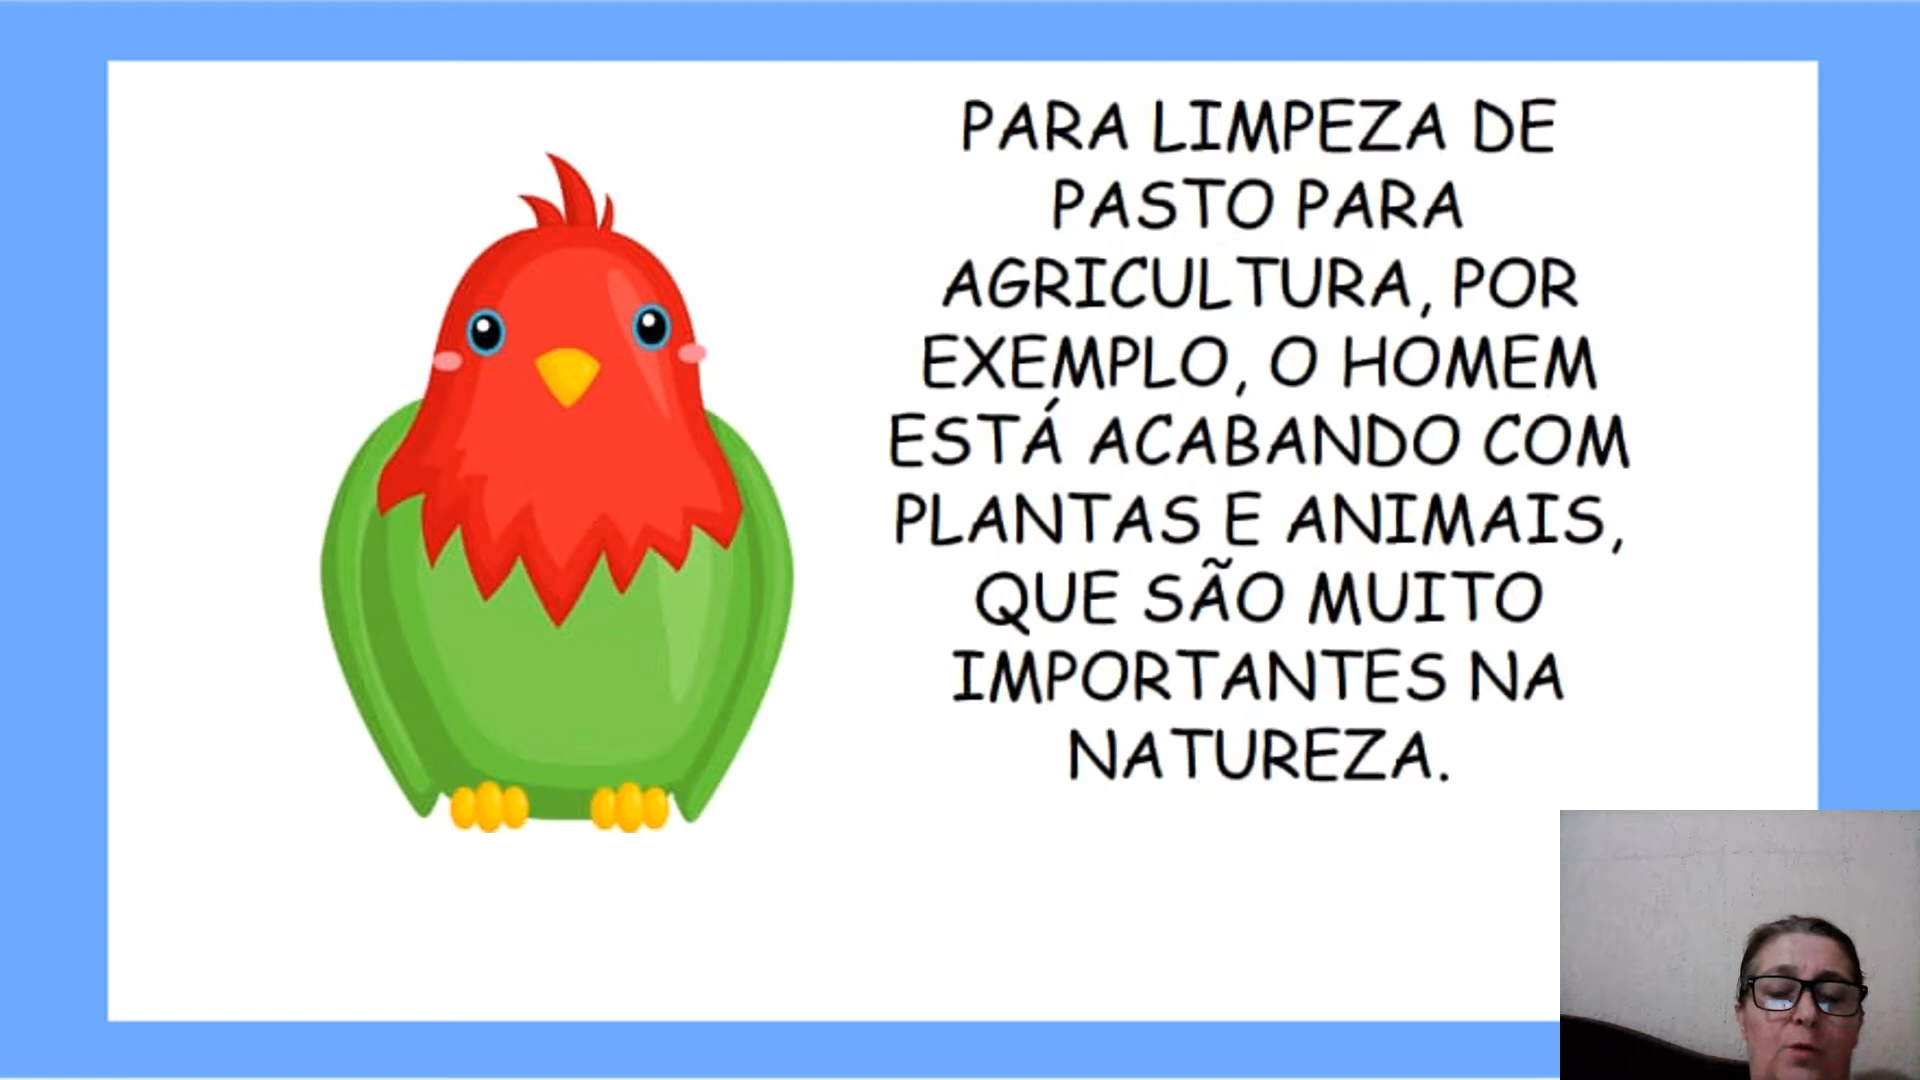 PARA LIMPEZA DE
PASTO PARA
AGRICULTURA, POR
EXEMPLO, O HOMEM
ESTÁ ACABANDO COM
PLANTAS E ANIMAIS,
QUE SÃO MUITO
IMPORTANTES NA
NATUREZA.